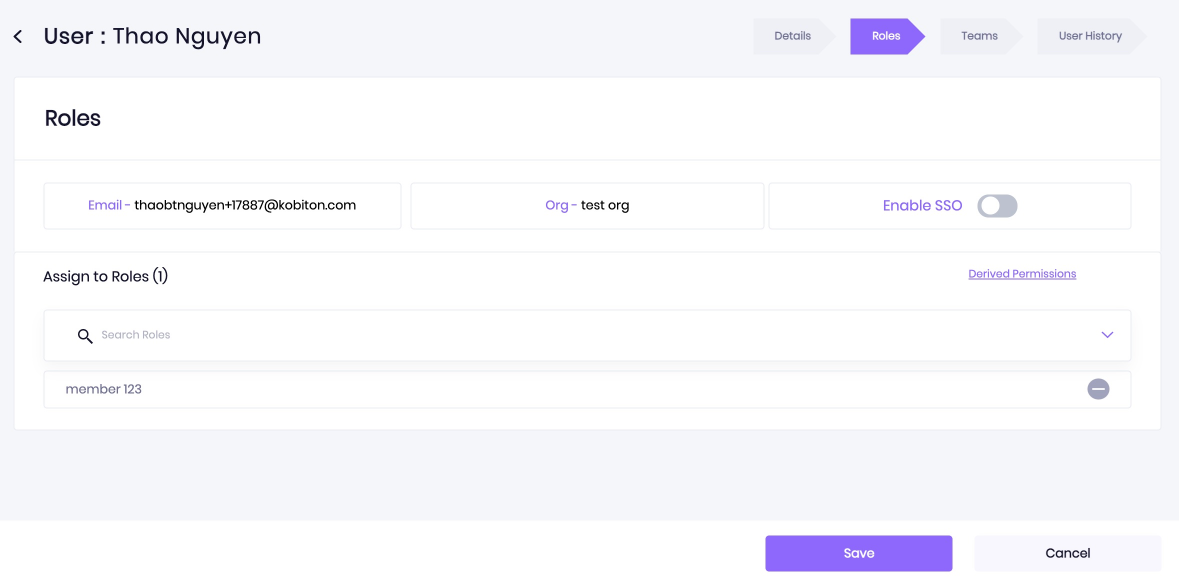 User : Thao Nguyen
Details
Roles
Teams
User History
Roles
Email - thaobtnguyen+17887@kobiton.com
Org - test org
Enable SSO
Assign to Roles (1)
Derived Permissions
Search Roles
member 123
Save
Cancel